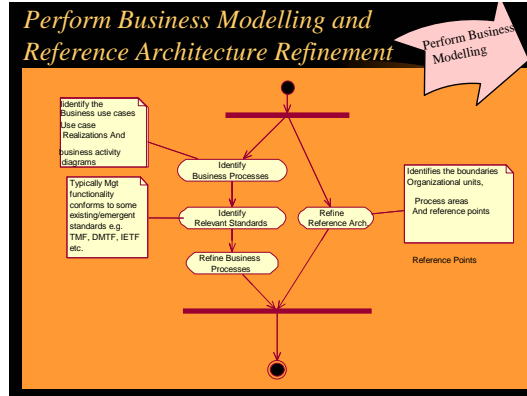 Perform Business Modelling and
Reference Architecture Refinement
Perform Business
Modelling
Iidentify the
Business use cases
Use case
Realizations And
business activity
diagrams
Identify
Business Processes
Typically Mgt
functionality
conforms to some
existing/emergent
standards e.g.
TMF, DMTF, IETF
etc.
Identify
Relevant Standards
Refine
Reference Arch
Identifies the boundaries
Organizational units,
Process areas
And reference points
Refine Business
Processes
Reference Points